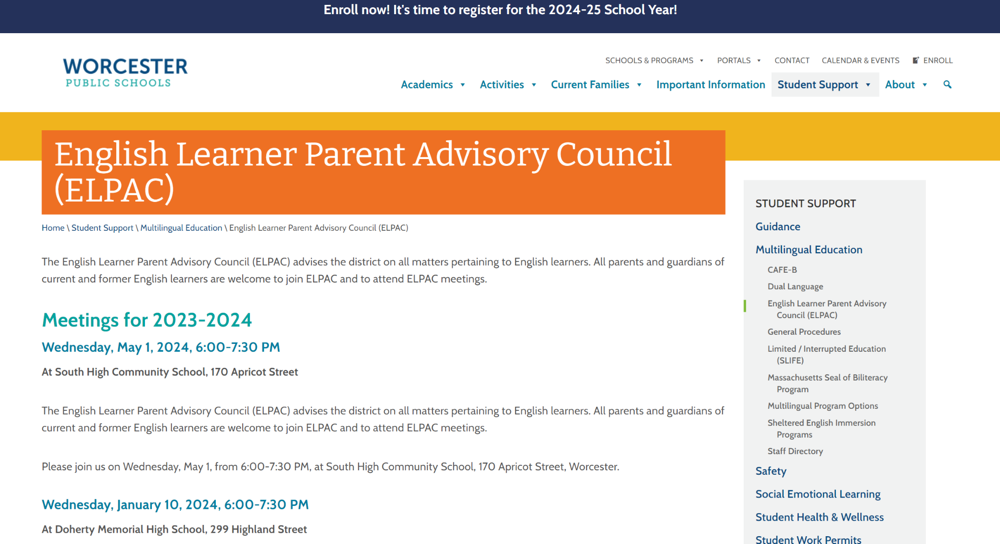 Enroll now! It's time to register for the 2024-25 School Year!
WORCESTER
PUBLIC SCHOOLS
SCHOOLS & PROGRAMS PORTALS CONTACT CALENDAR & EVENTS ENROLL
Academics Activities Current Families Important Information Student Support About
English Learner Parent Advisory Council
(ELPAC)
Home \ Student Support \ Multilingual Education \ English Learner Parent Advisory Council (ELPAC)
The English Learner Parent Advisory Council (ELPAC) advises the district on all matters pertaining to English learners. All parents and guardians of
current and former English learners are welcome to join ELPAC and to attend ELPAC meetings.
Meetings for 2023-2024
Wednesday, May 1, 2024, 6:00-7:30 PM
At South High Community School, 170 Apricot Street
The English Learner Parent Advisory Council (ELPAC) advises the district on all matters pertaining to English learners. All parents and guardians of
current and former English learners are welcome to join ELPAC and to attend ELPAC meetings.
Please join us on Wednesday, May 1, from 6:00-7:30 PM, at South High Community School, 170 Apricot Street, Worcester.
Wednesday, January 10, 2024, 6:00-7:30 PM
At Doherty Memorial High School, 299 Highland Street
STUDENT SUPPORT
Guidance
Multilingual Education
CAFE-B
Dual Language
English Learner Parent Advisory
Council (ELPAC)
General Procedures
Limited / Interrupted Education
(SLIFE)
Massachusetts Seal of Biliteracy
Program
Multilingual Program Options
Sheltered English Immersion
Programs
Staff Directory
Safety
Social Emotional Learning
Student Health & Wellness
Student Work Permits